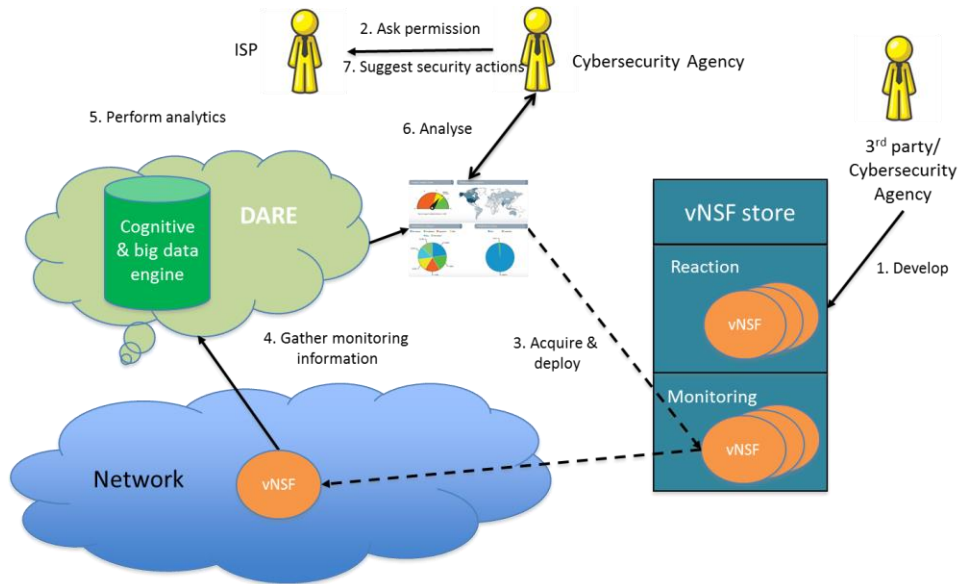 2. Ask permission
ISP
7. Suggest security actions
Cybersecurity Agency
5. Perform analytics
6. Analyse
3rd party/
Cybersecurity
Agency
DARE
Cognitive
& big data
engine
vNSF store
1. Develop
Reaction
vNSF
4. Gather monitoring
information
3. Acquire &
deploy
Monitoring
vNSF
Network
vNSF